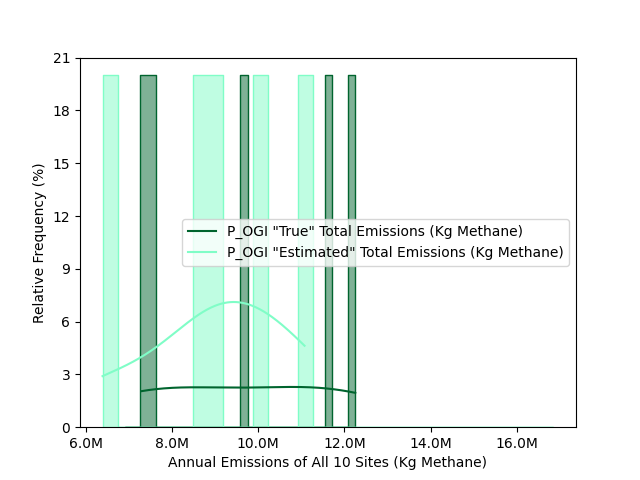 21
18
15
12
9
6
3
0
Relative Frequency (%)
P_OGI "True" Total Emissions (Kg Methane)
P_OGI "Estimated" Total Emissions (Kg Methane)
6.0M 8.0M 10.0M 12.0M 14.0M 16.0M
Annual Emissions of All 10 Sites (Kg Methane)